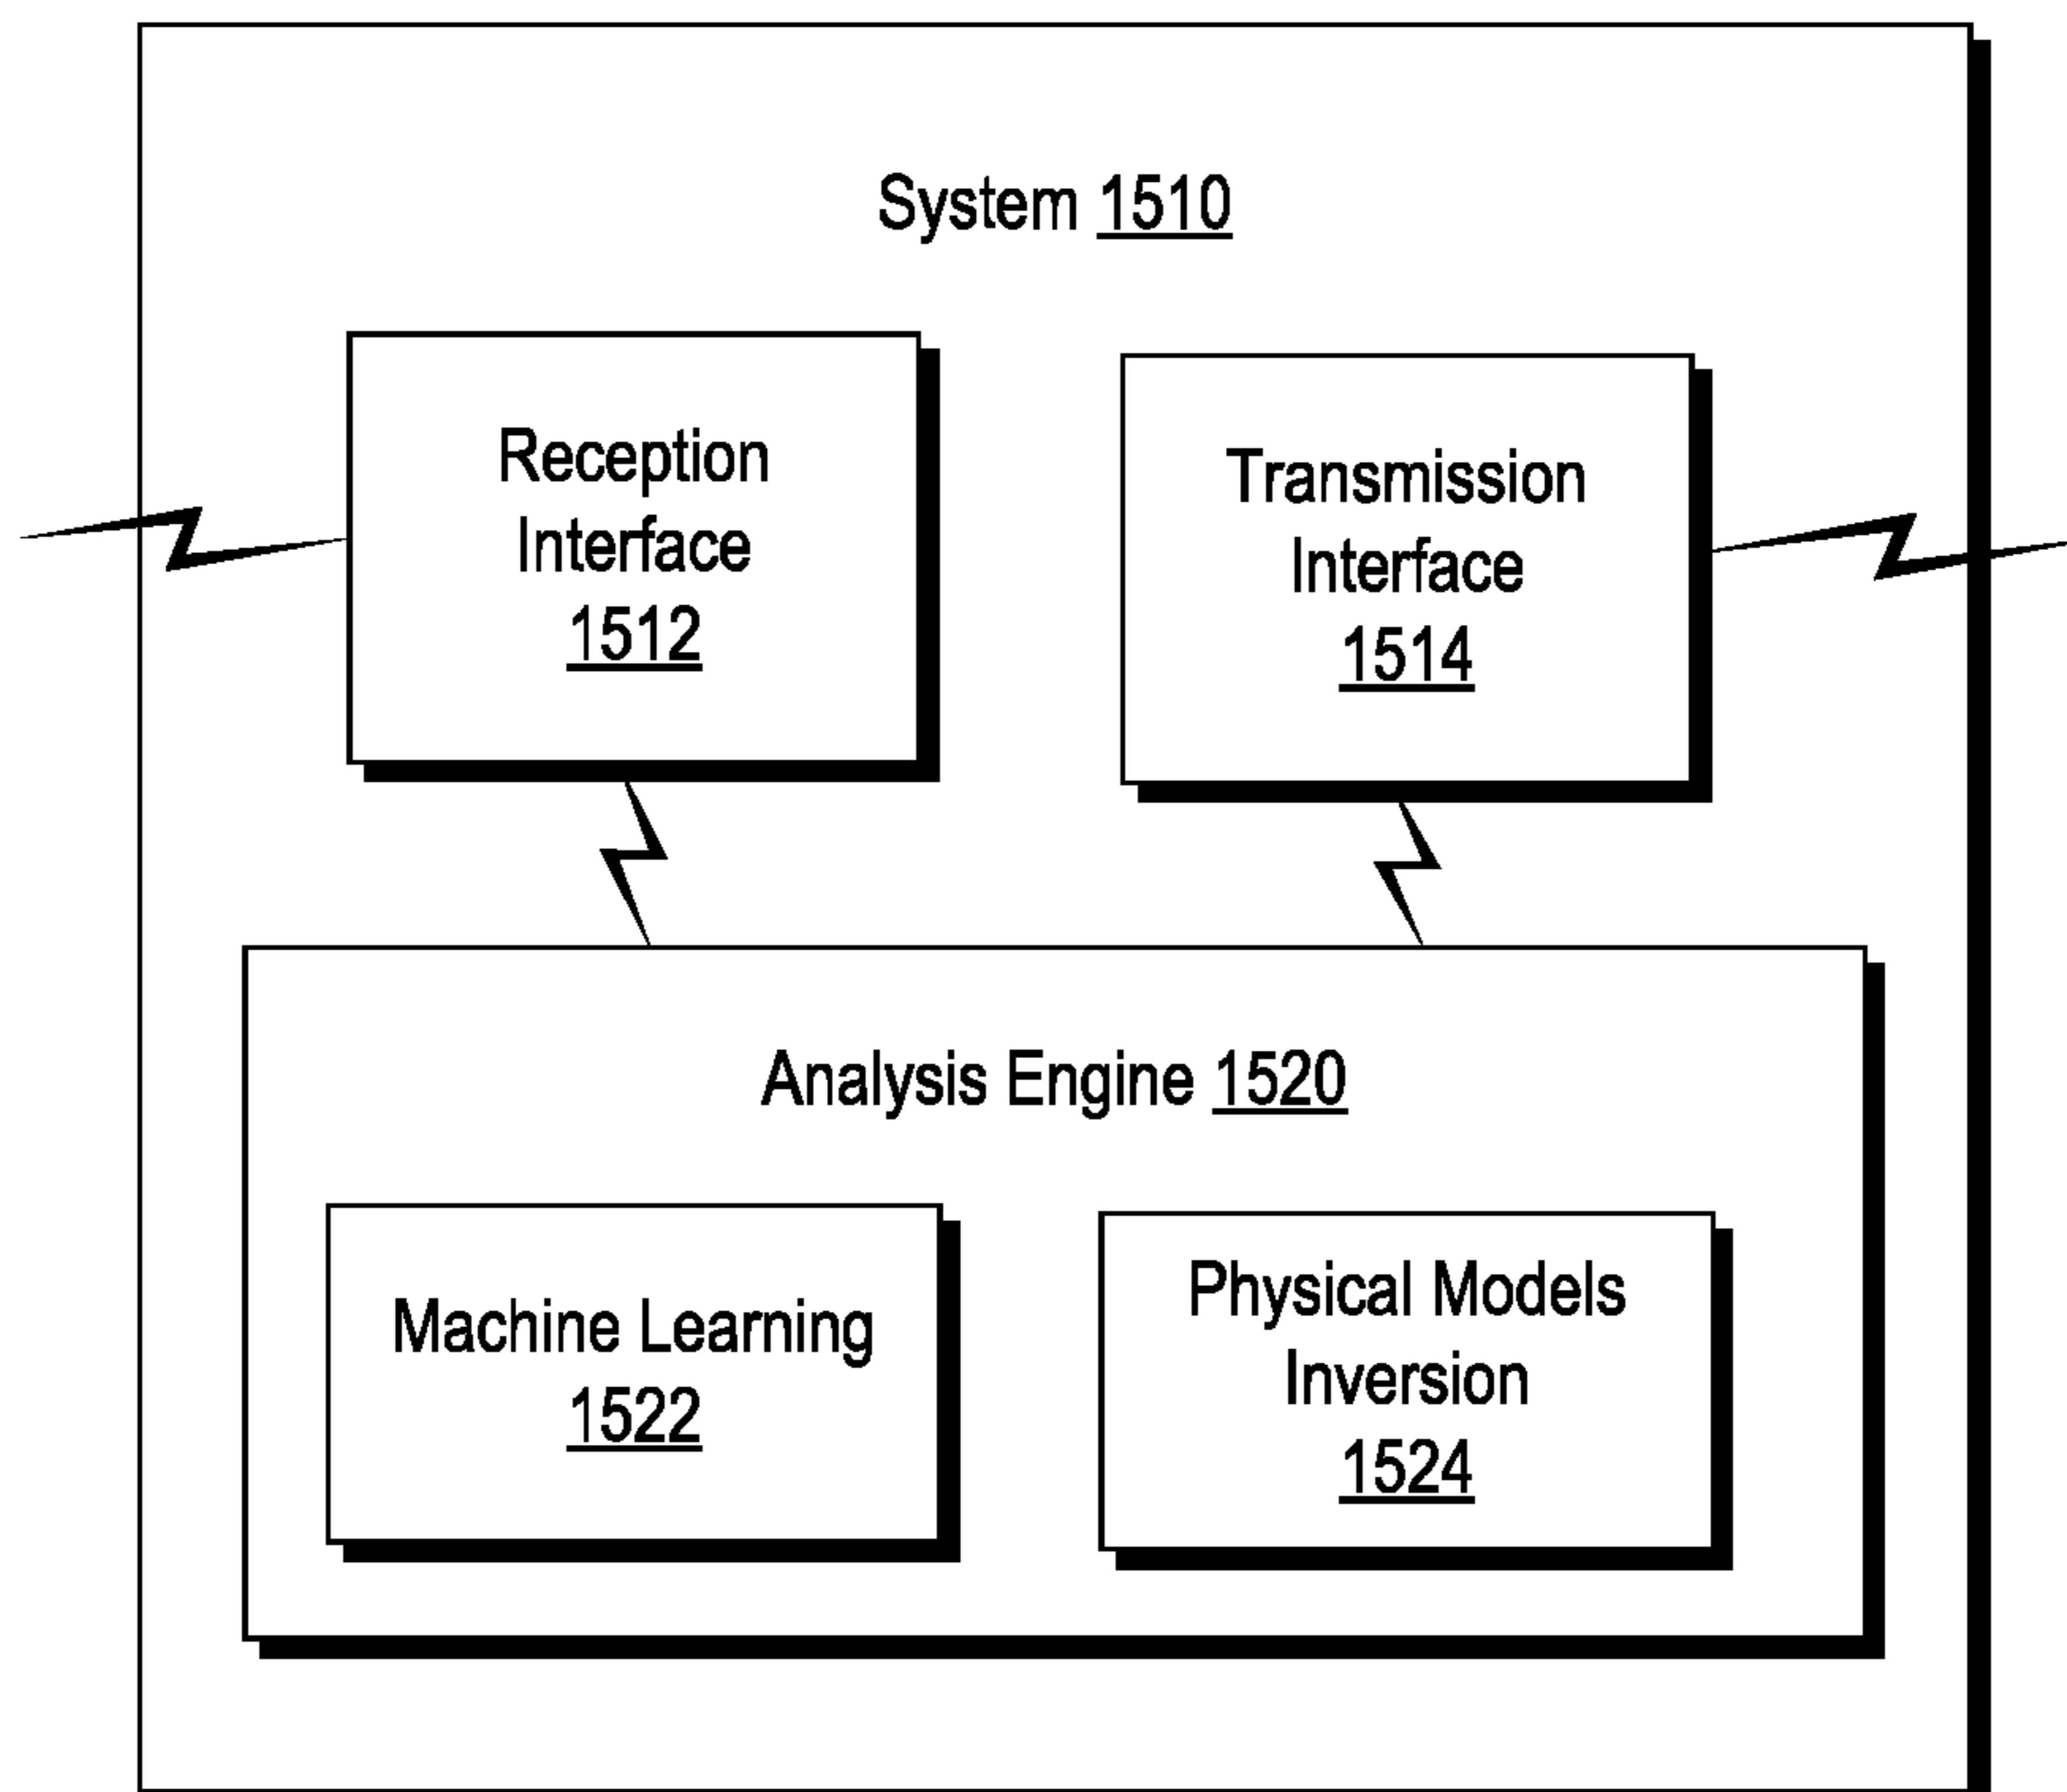 System 1510
Reception
Interface
1512
Transmission
Interface
1514
Analysis Engine 1520
Machine Learning
1522
Physical Models
Inversion
1524